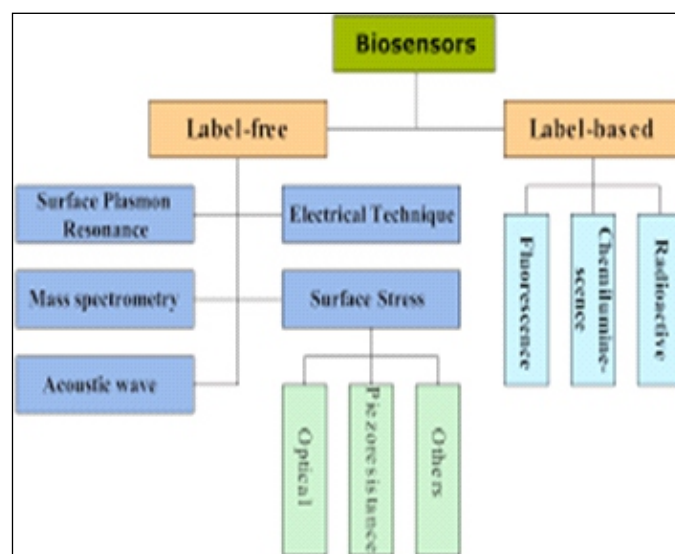 Biosensors
Label-free
Label-based
Surface Plasmon
Resonance
Electrical Technique
Mass spectrometry
Surface Stress
Acoustic wave
Optical
Piezoresistance
Others
Fluorescence
Chemilumine-
scence
Radioactive